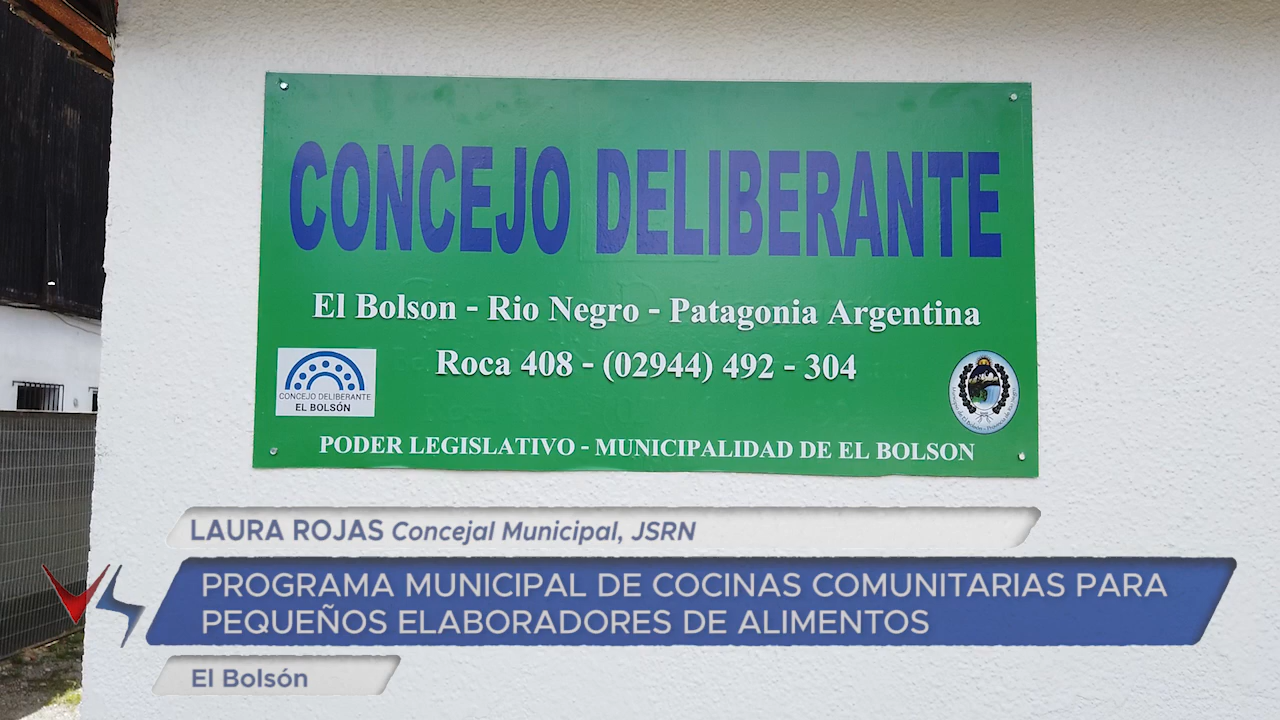 CONCEJO DELIBERANTE
El Bolson - Rio Negro - Patagonia Argentina
Roca 408 - (02944) 492 - 304
CONCEJO DELIBERANTE
EL BOLSÓN
PODER LEGISLATIVO - MUNICIPALIDAD DE EL BOLSON
LAURA ROJAS Concejal Municipal, JSRN
PROGRAMA MUNICIPAL DE COCINAS COMUNITARIAS PARA
PEQUEÑOS ELABORADORES DE ALIMENTOS
El Bolsón